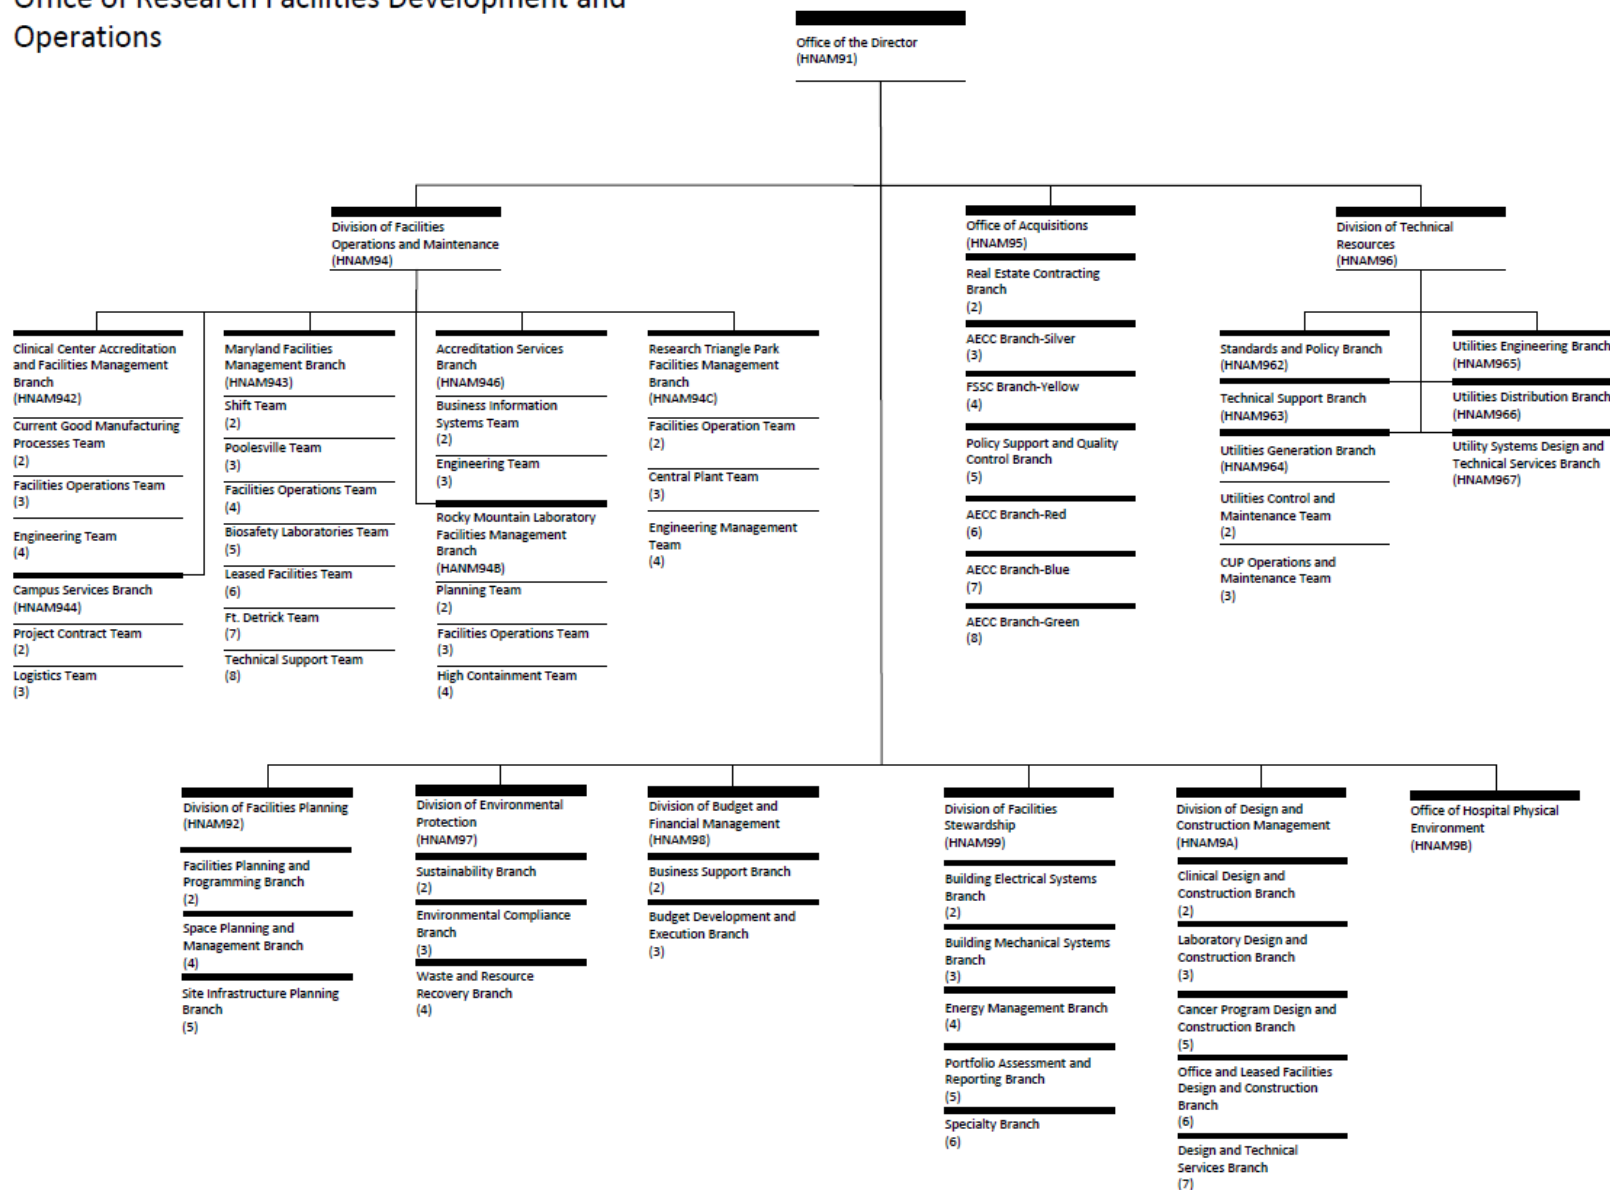 Office of Research Facilities Development and
Operations
Office of the Director
(HNAM91)
Division of Facilities
Operations and Maintenance
(HNAM94)
Clinical Center Accreditation
and Facilities Management
Branch
(HNAM942)
Current Good Manufacturing
Processes Team
(2)
Facilities Operations Team
(3)
Engineering Team
(4)
Campus Services Branch
(HNAM944)
Project Contract Team
(2)
Logistics Team
(3)
Maryland Facilities
Management Branch
(HNAM943)
Shift Team
(2)
Poolesville Team
(3)
Facilities Operations Team
(4)
Biosafety Laboratories Team
(5)
Leased Facilities Team
(6)
Ft. Detrick Team
(7)
Technical Support Team
(8)
Accreditation Services
Branch
(HNAM946)
Business Information
Systems Team
(2)
Engineering Team
(3)
Rocky Mountain Laboratory
Facilities Management
Branch
(HANM94B)
Planning Team
(2)
Facilities Operations Team
(3)
High Containment Team
(4)
Research Triangle Park
Facilities Management
Branch
(HNAM94C)
Facilities Operation Team
(2)
Central Plant Team
(3)
Engineering Management
Team
(4)
Office of Acquisitions
(HNAM95)
Real Estate Contracting
Branch
(2)
AECC Branch-Silver
(3)
FSSC Branch-Yellow
(4)
Policy Support and Quality
Control Branch
(5)
AECC Branch-Red
(6)
AECC Branch-Blue
(7)
AECC Branch-Green
(8)
Division of Technical
Resources
(HNAM96)
Standards and Policy Branch
(HNAM962)
Technical Support Branch
(HNAM963)
Utilities Generation Branch
(HNAM964)
Utilities Control and
Maintenance Team
(2)
CUP Operations and
Maintenance Team
(3)
Utilities Engineering Branch
(HNAM965)
Utilities Distribution Branch
(HNAM966)
Utility Systems Design and
Technical Services Branch
(HNAM967)
Division of Facilities Planning
(HNAM92)
Facilities Planning and
Programming Branch
(2)
Space Planning and
Management Branch
(4)
Site Infrastructure Planning
Branch
(5)
Division of Environmental
Protection
(HNAM97)
Sustainability Branch
(2)
Environmental Compliance
Branch
(3)
Waste and Resource
Recovery Branch
(4)
Division of Budget and
Financial Management
(HNAM98)
Business Support Branch
(2)
Budget Development and
Execution Branch
(3)
Division of Facilities
Stewardship
(HNAM99)
Building Electrical Systems
Branch
(2)
Building Mechanical Systems
Branch
(3)
Energy Management Branch
(4)
Portfolio Assessment and
Reporting Branch
(5)
Specialty Branch
(6)
Division of Design and
Construction Management
(HNAM9A)
Clinical Design and
Construction Branch
(2)
Laboratory Design and
Construction Branch
(3)
Cancer Program Design and
Construction Branch
(5)
Office and Leased Facilities
Design and Construction
Branch
(6)
Design and Technical
Services Branch
(7)
Office of Hospital Physical
Environment
(HNAM9B)